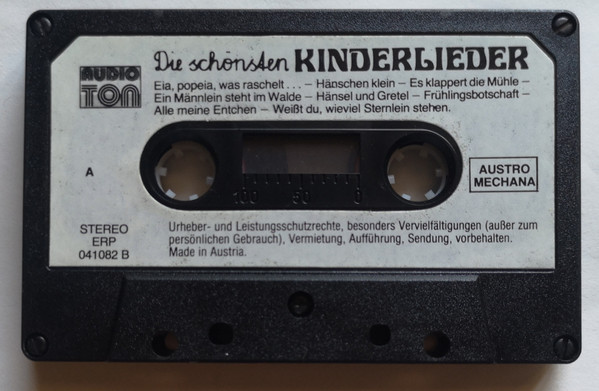 AUDIO
TON
Die schönsten KINDERLIEDER
Eia, popeia, was raschelt . . . – Hänschen klein – Es klappert die Mühle –
Ein Männlein steht im Walde – Hänsel und Gretel – Frühlingsbotschaft –
Alle meine Entchen – Weißt du, wieviel Sternlein stehen.
A
100 50 0
AUSTRO
MECHANA
STEREO
ERP
041082 B
Urheber- und Leistungsschutzrechte, besonders Vervielfältigungen (außer zum
persönlichen Gebrauch), Vermietung, Aufführung, Sendung, vorbehalten.
Made in Austria.